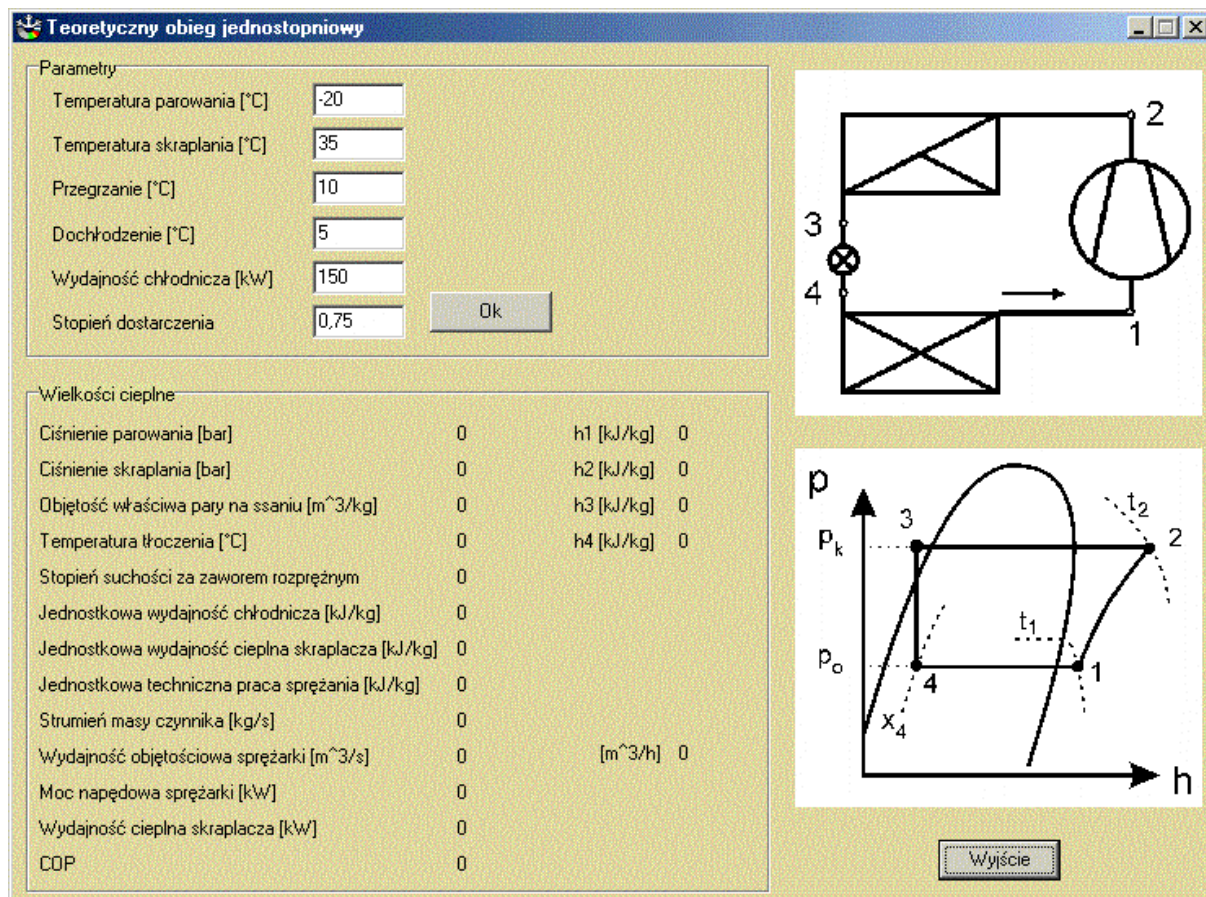 Teoretyczny obieg jednostopniowy
Parametry
Temperatura parowania [°C] -20
Temperatura skraplania [°C] 35
Przegrzanie [°C] 10
Dochłodzenie [°C] 5
Wydajność chłodnicza [kW] 150
Stopień dostarczenia 0,75
Ok
Wielkości cieplne
Ciśnienie parowania [bar] 0 h1 [kJ/kg] 0
Ciśnienie skraplania [bar] 0 h2 [kJ/kg] 0
Objętość właściwa pary na ssaniu [m^3/kg] 0 h3 [kJ/kg] 0
Temperatura tłoczenia [°C] 0 h4 [kJ/kg] 0
Stopień suchości za zaworem rozprężnym 0
Jednostkowa wydajność chłodnicza [kJ/kg] 0
Jednostkowa wydajność cieplna skraplacza [kJ/kg] 0
Jednostkowa techniczna praca sprężania [kJ/kg] 0
Strumień masy czynnika [kg/s] 0
Wydajność objętościowa sprężarki [m^3/s] 0 [m^3/h] 0
Moc napędowa sprężarki [kW] 0
Wydajność cieplna skraplacza [kW] 0
COP 0
2
3
4
1
p
t2
3
2
pk
t1
po
4
1
x4
h
Wyjście